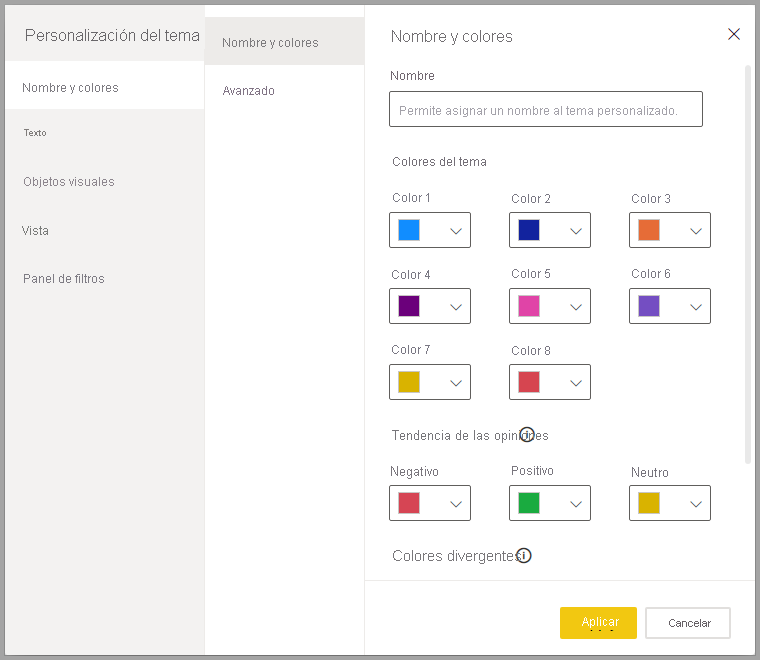 Personalización del tema
Nombre y colores
Texto
Objetos visuales
Vista
Panel de filtros
Nombre y colores
Avanzado
Nombre y colores
Nombre
Permite asignar un nombre al tema personalizado.
Colores del tema
Color 1
Color 2
Color 3
Color 4
Color 5
Color 6
Color 7
Color 8
Tendencia de las opiniones
Negativo
Positivo
Neutro
Colores divergentes
Aplicar
Cancelar